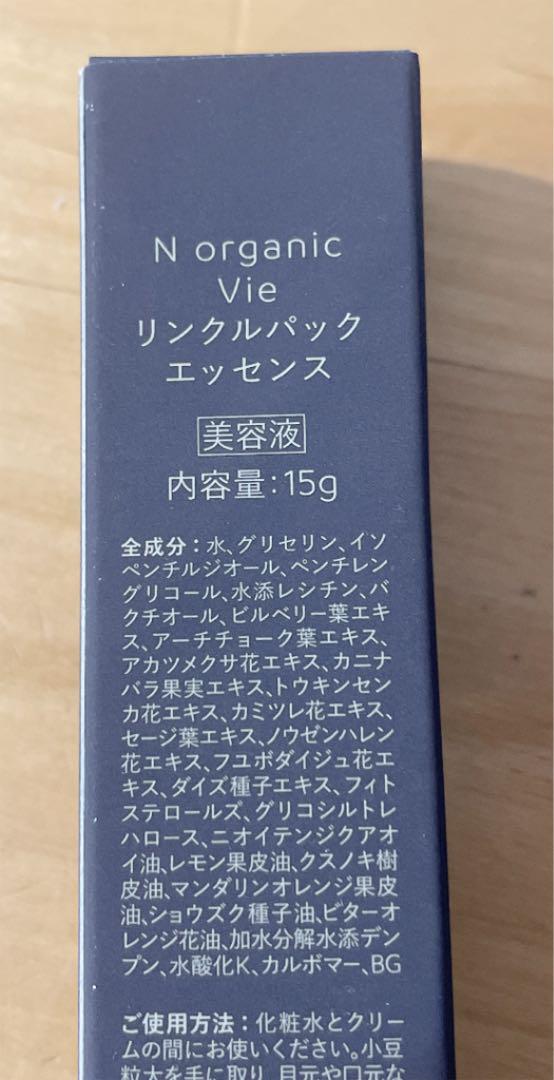 N organic
Vie
リンクルパック
エッセンス
美容液
内容量:15g
全成分:水、グリセリン、イソ
ペンチルジオール、ペンチレン
グリコール、水添レシチン、バ
クチオール、ビルベリー葉エキ
ス、アーチチョーク葉エキス、
アカツメクサ花エキス、カニナ
バラ果実エキス、トウキンセン
カ花エキス、カミツレ花エキス、
セージ葉エキス、ノウゼンハレン
花エキス、フユボダイジュ花エ
キス、ダイズ種子エキス、フィト
ステロールズ、グリコシルトレ
ハロース、ニオイテンジクアオ
イ油、レモン果皮油、クスノキ樹
皮油、マンダリンオレンジ果皮
油、ショウズク種子油、ビターオ
レンジ花油、加水分解水添デン
プン、水酸化K、カルボマー、BG
ご使用方法:化粧水とクリー
ムの間にお使いください。小豆
粒大を手に取り、目元や口元な